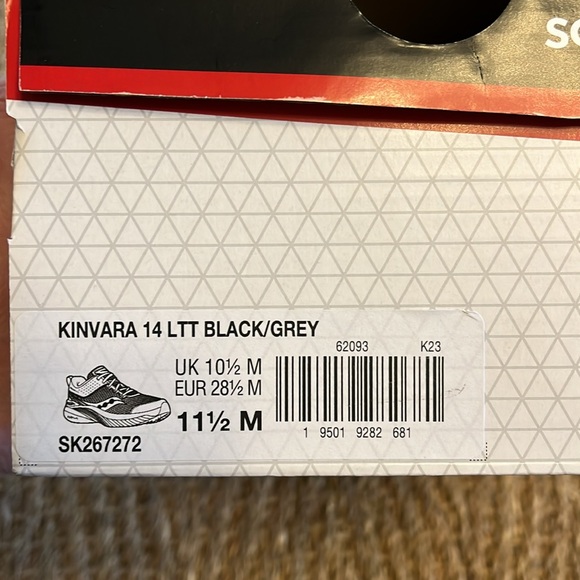 KINVARA 14 LTT BLACK/GREY
62093 K23
UK 10½ M
EUR 28½ M
11½ M
SK267272
1 9501 9282 681